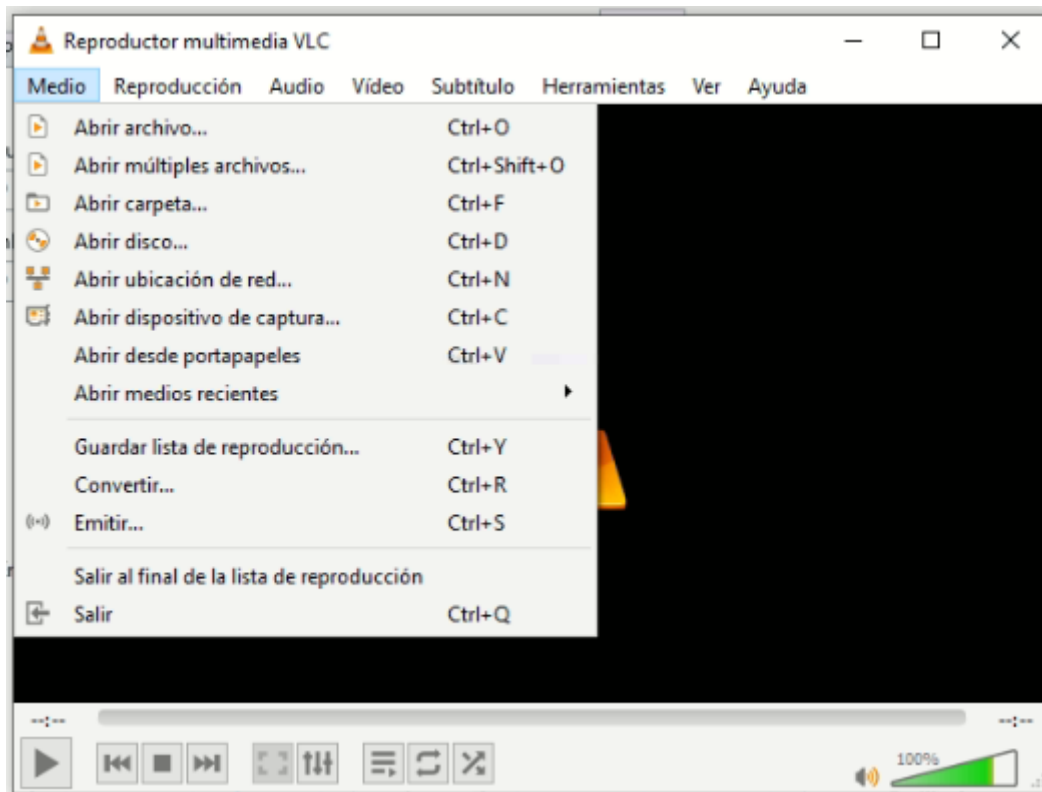 Reproductor multimedia VLC
Medio Reproducción Audio Vídeo Subtítulo Herramientas Ver Ayuda
Abrir archivo... Ctrl+O
Abrir múltiples archivos... Ctrl+Shift+O
Abrir carpeta... Ctrl+F
Abrir disco... Ctrl+D
Abrir ubicación de red... Ctrl+N
Abrir dispositivo de captura... Ctrl+C
Abrir desde portapapeles Ctrl+V
Abrir medios recientes
Guardar lista de reproducción... Ctrl+Y
Convertir... Ctrl+R
Emitir... Ctrl+S
Salir al final de la lista de reproducción
Salir Ctrl+Q
--:-- --:--
100%